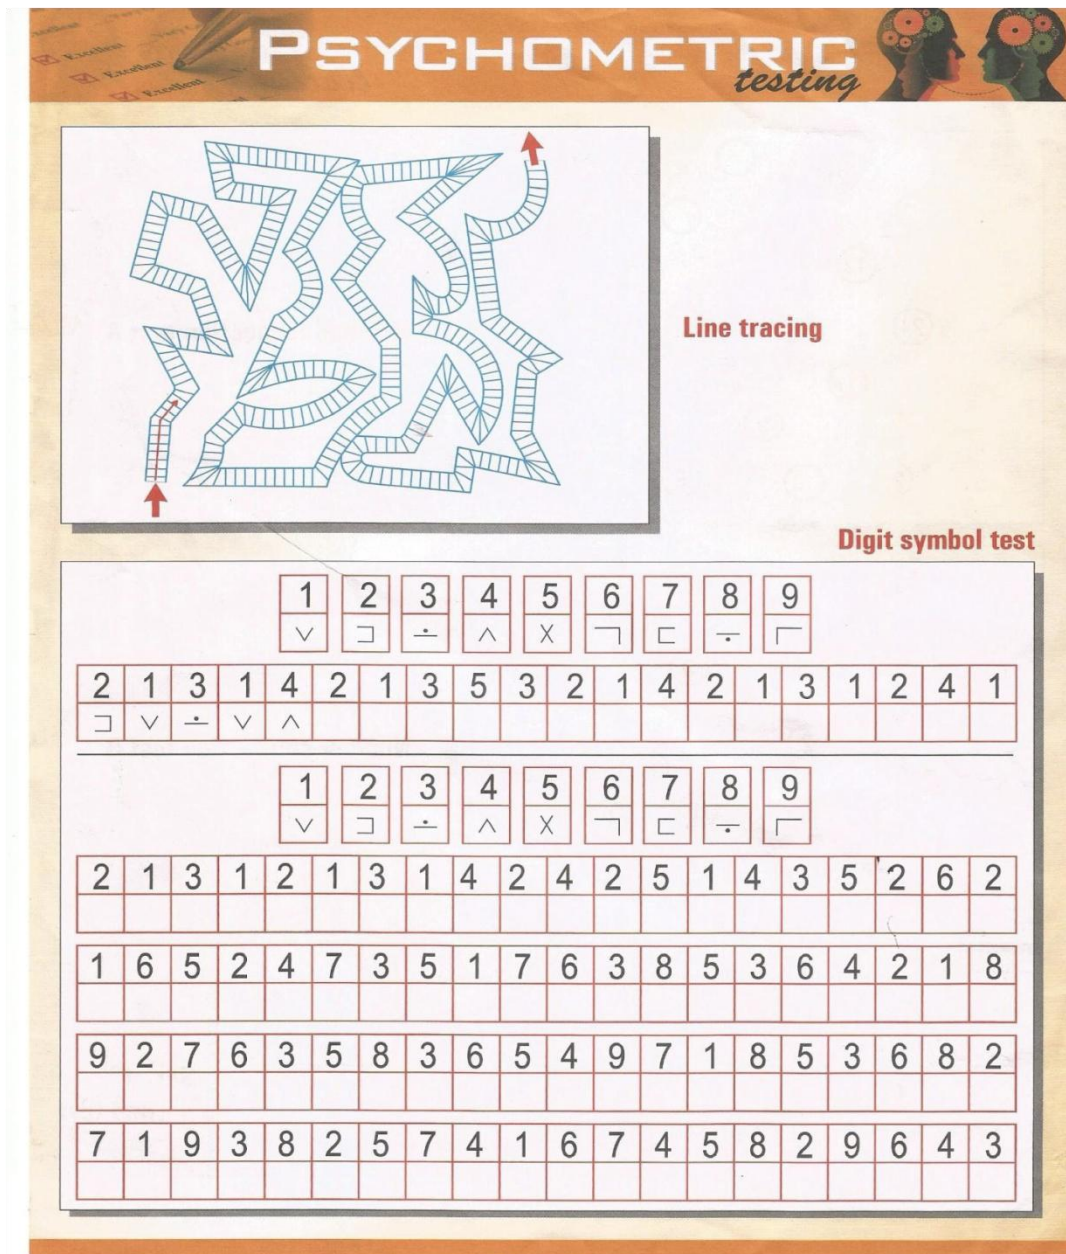 Very G
Excellent
Excellent
Excellent
PSYCHOMETRIC
testing
Line tracing
Digit symbol test
1 2 3 4 5 6 7 8 9
2 1 3 1 4 2 1 3 5 3 2 1 4 2 1 3 1 2 4 1
1 2 3 4 5 6 7 8 9
2 1 3 1 2 1 3 1 4 2 4 2 5 1 4 3 5 2 6 2
1 6 5 2 4 7 3 5 1 7 6 3 8 5 3 6 4 2 1 8
9 2 7 6 3 5 8 3 6 5 4 9 7 1 8 5 3 6 8 2
7 1 9 3 8 2 5 7 4 1 6 7 4 5 8 2 9 6 4 3